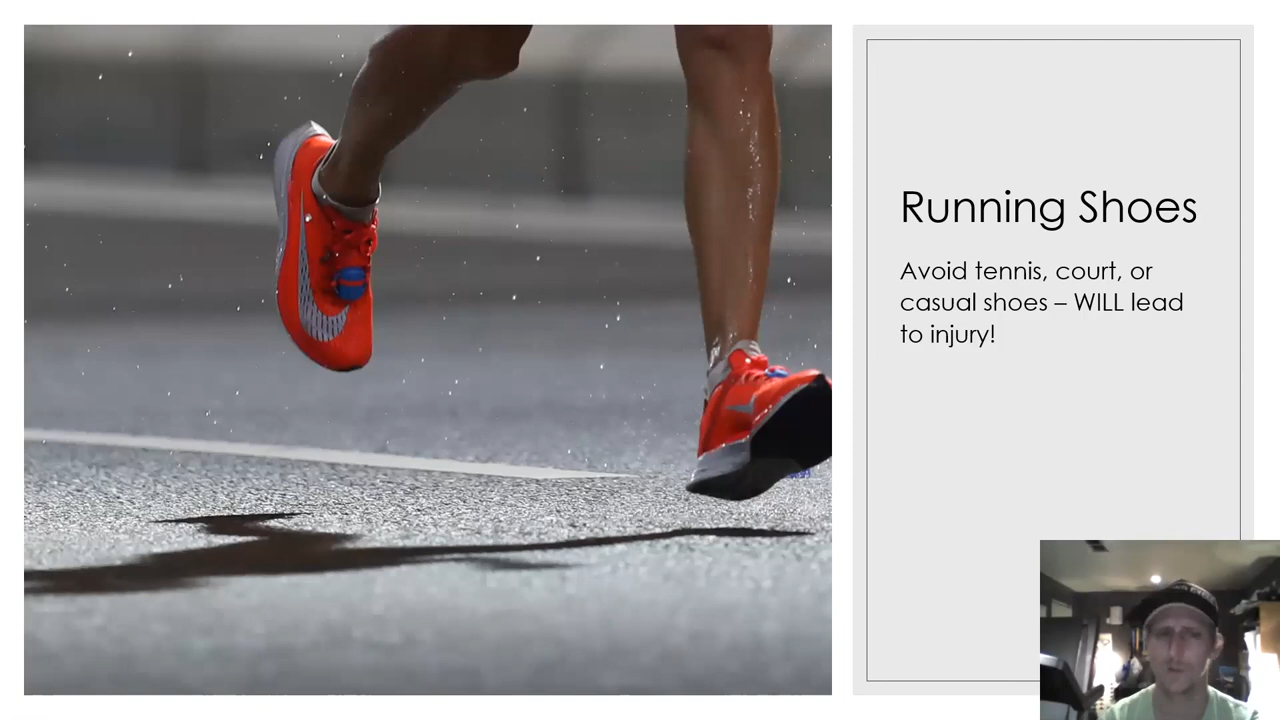 Running Shoes
Avoid tennis, court, or
casual shoes – WILL lead
to injury!